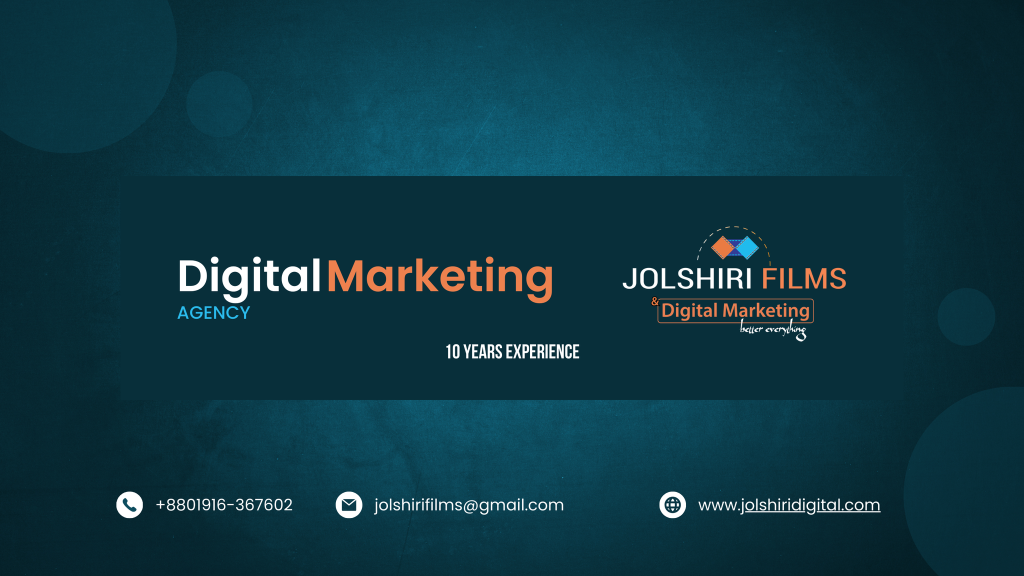 Digital Marketing
AGENCY
10 YEARS EXPERIENCE
JOLSHIRI FILMS
& Digital Marketing
better everything
+8801916-367602
jolshirifilms@gmail.com
www.jolshiridigital.com